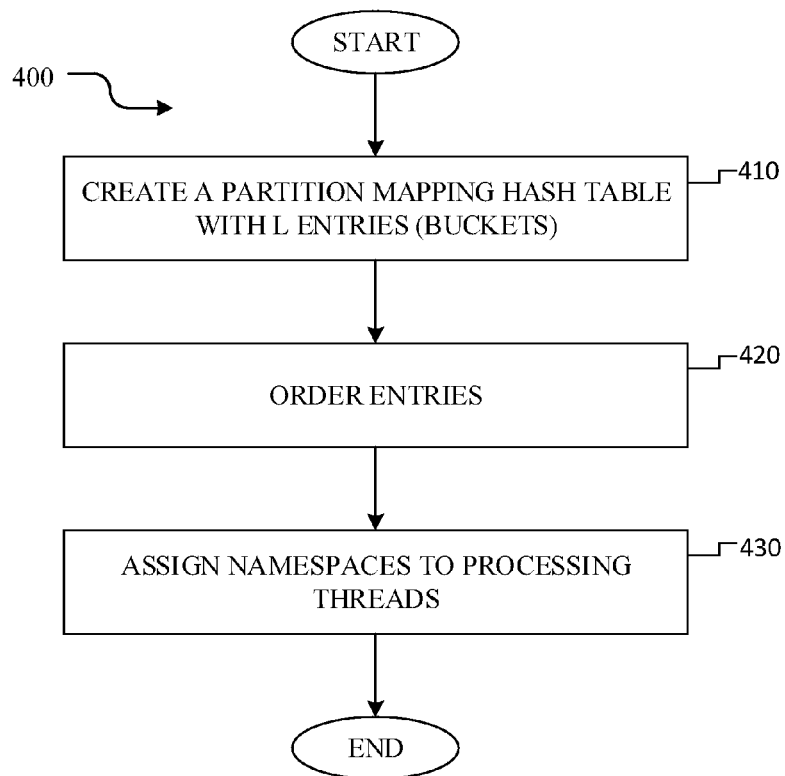 START
400
CREATE A PARTITION MAPPING HASH TABLE
WITH L ENTRIES (BUCKETS)
410
ORDER ENTRIES
420
ASSIGN NAMESPACES TO PROCESSING
THREADS
430
END